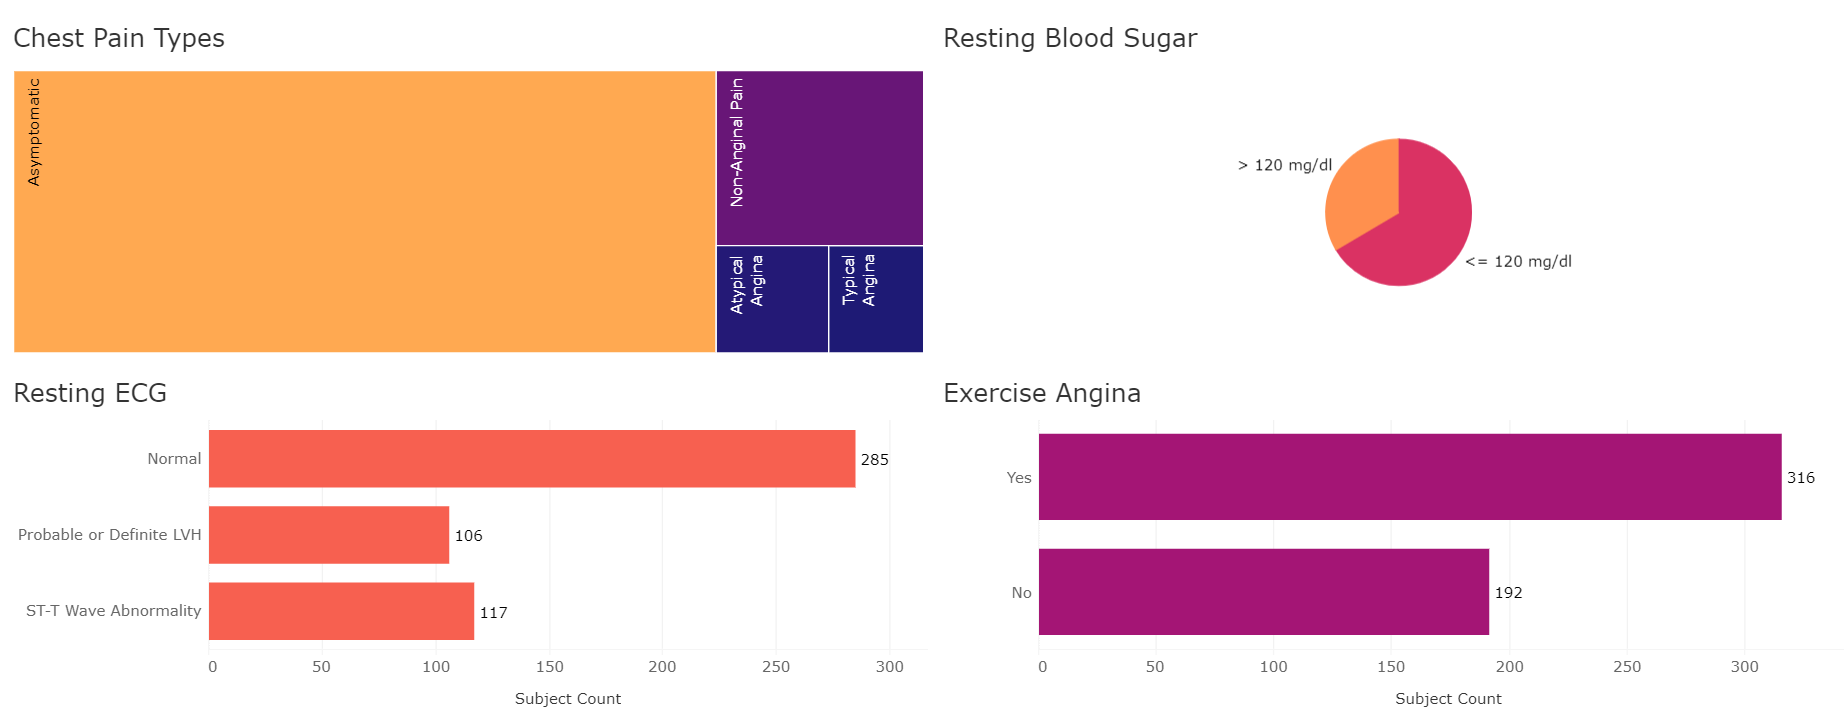 Chest Pain Types
Asymptomatic
Non-Anginal Pain
Atypical
Angina
Typical
Angina
Resting Blood Sugar
> 120 mg/dl
<= 120 mg/dl
Resting ECG
Normal
285
Probable or Definite LVH
106
ST-T Wave Abnormality
117
0 50 100 150 200 250 300
Subject Count
Exercise Angina
Yes
316
No
192
0 50 100 150 200 250 300
Subject Count